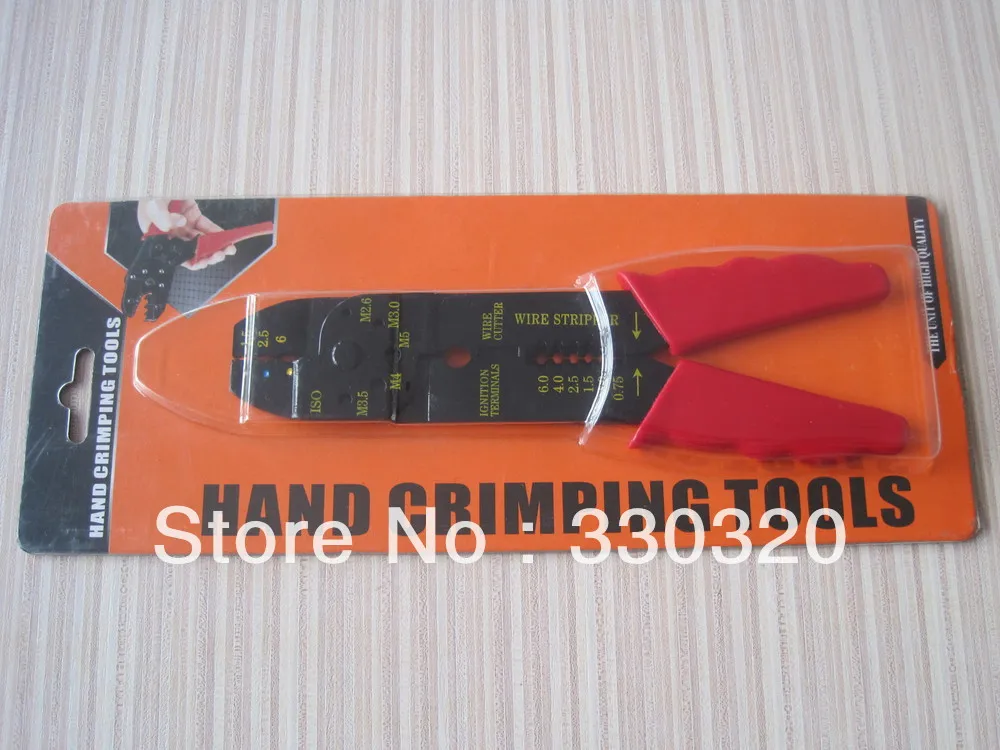 HAND CRIMPING TOOLS
THE UNIT OF HIGH QUALITY
1.5
2.5
6
ISO
M2.6
M3.0
M5
M4
M3.5
WIRE
CUTTER
WIRE STRIPPER
IGNITION
TERMINALS
6.0
4.0
2.5
1.5
0.75
HAND CRIMPING TOOLS
Store No : 330320